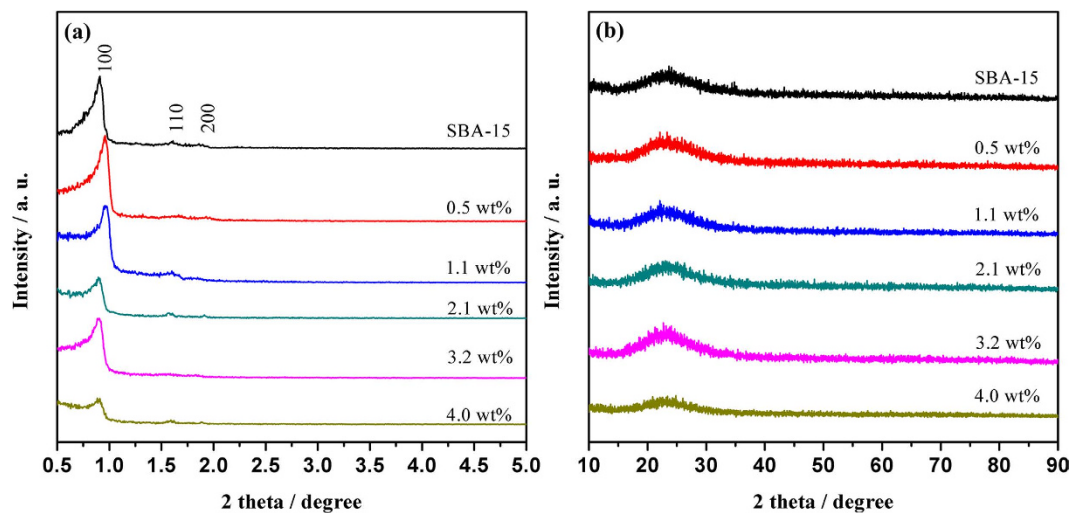 (a)
100
110
200
SBA-15
0.5 wt%
1.1 wt%
2.1 wt%
3.2 wt%
4.0 wt%
Intensity / a. u.
0.5 1.0 1.5 2.0 2.5 3.0 3.5 4.0 4.5 5.0
2 theta / degree
(b)
SBA-15
0.5 wt%
1.1 wt%
2.1 wt%
3.2 wt%
4.0 wt%
Intensity / a. u.
10 20 30 40 50 60 70 80 90
2 theta / degree